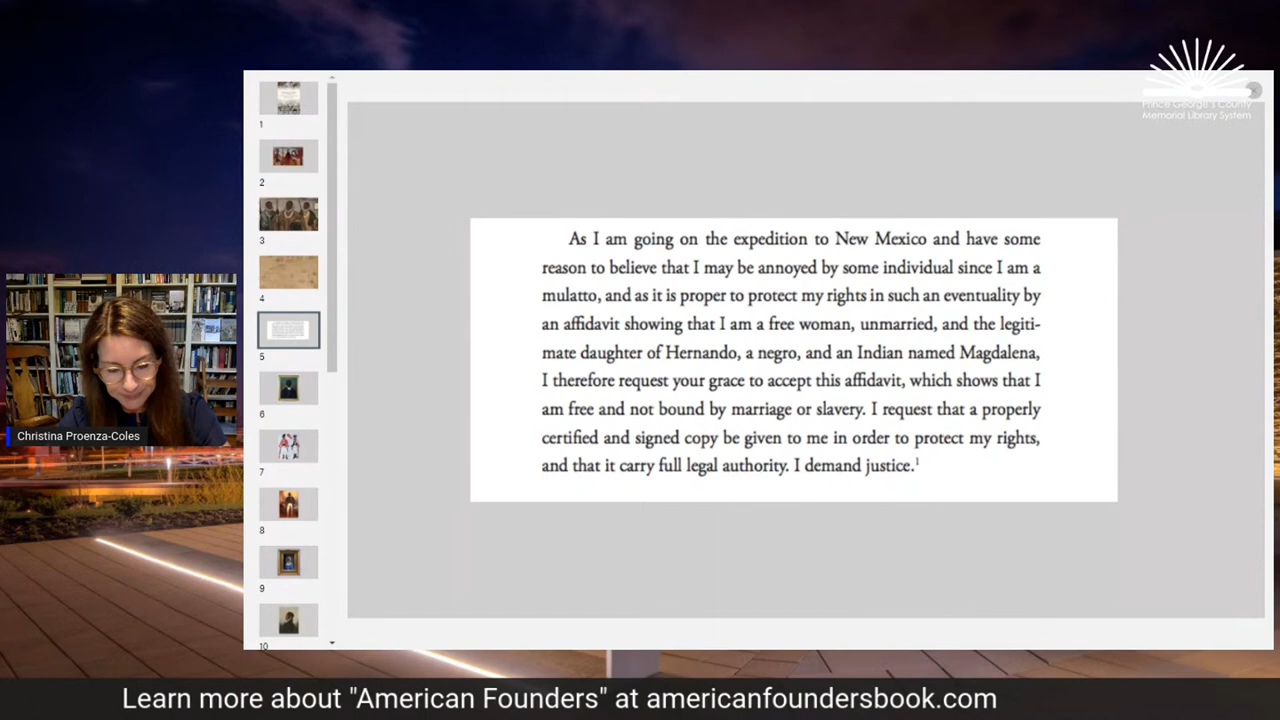 Prince George's County
Memorial Library System
1
2
3
4
5
6
7
8
9
10
As I am going on the expedition to New Mexico and have some
reason to believe that I may be annoyed by some individual since I am a
mulatto, and as it is proper to protect my rights in such an eventuality by
an affidavit showing that I am a free woman, unmarried, and the legiti-
mate daughter of Hernando, a negro, and an Indian named Magdalena,
I therefore request your grace to accept this affidavit, which shows that I
am free and not bound by marriage or slavery. I request that a properly
certified and signed copy be given to me in order to protect my rights,
and that it carry full legal authority. I demand justice.¹
Christina Proenza-Coles
Learn more about "American Founders" at americanfoundersbook.com